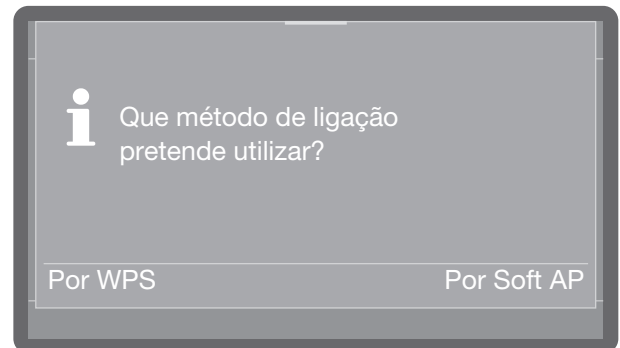 Que método de ligação
pretende utilizar?
Por WPS
Por Soft AP